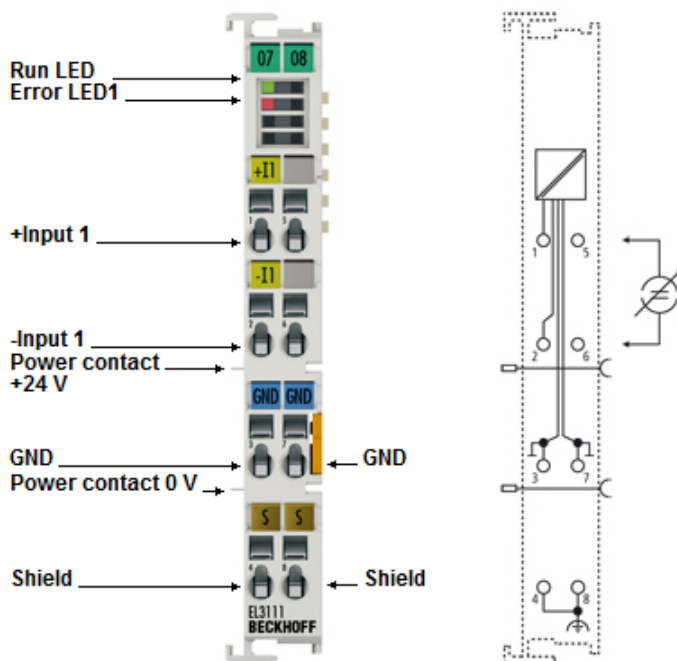 07 08
Run LED
Error LED1
+I1
1 5
+Input 1
1 5
-I1
2 6
-Input 1
2 6
Power contact
+24 V
GND GND
3 7
GND
GND
3 7
Power contact 0 V
S S
4 8
Shield
Shield
4 8
EL3111
BECKHOFF